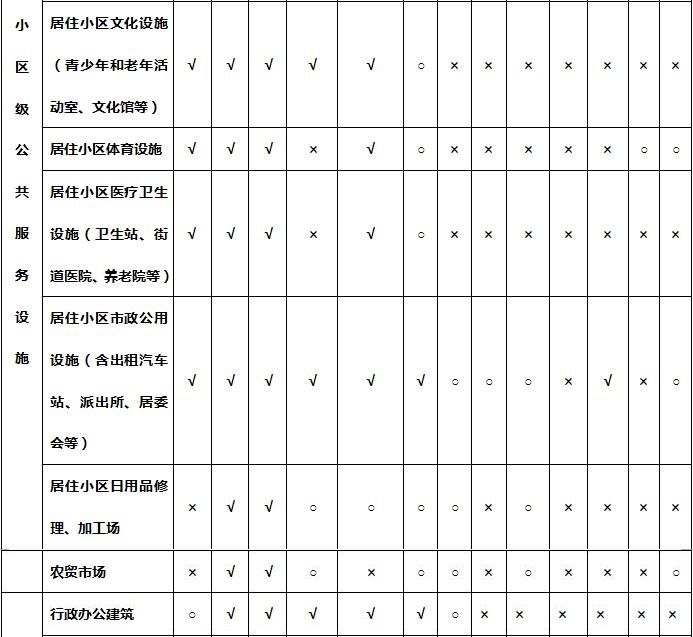 小区级公共服务设施
居住小区文化设施
（青少年和老年活
动室、文化馆等）
√ √ √ √ √ ○ × × × × × × ×
居住小区体育设施
√ √ √ × √ ○ × × × × × ○ ○
居住小区医疗卫生
设施（卫生站、街
道医院、养老院等）
√ √ √ × √ ○ × × × × × × ×
居住小区市政公用
设施（含出租汽车
站、派出所、居委
会等）
√ √ √ √ √ √ ○ ○ ○ × √ × ○
居住小区日用品修
理、加工场
× √ √ ○ ○ ○ ○ × ○ × × × ×
农贸市场
× √ √ ○ × ○ ○ × ○ × × × ○
行政办公建筑
○ √ √ √ √ √ ○ × × × × × ×